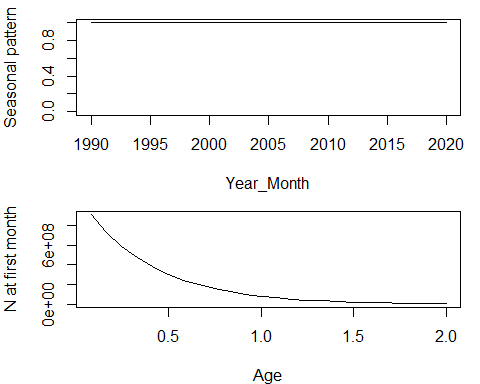 Seasonal pattern
0.8
0.4
0.0
1990 1995 2000 2005 2010 2015 2020
Year_Month
N at first month
6e+08
0e+00
0.5 1.0 1.5 2.0
Age